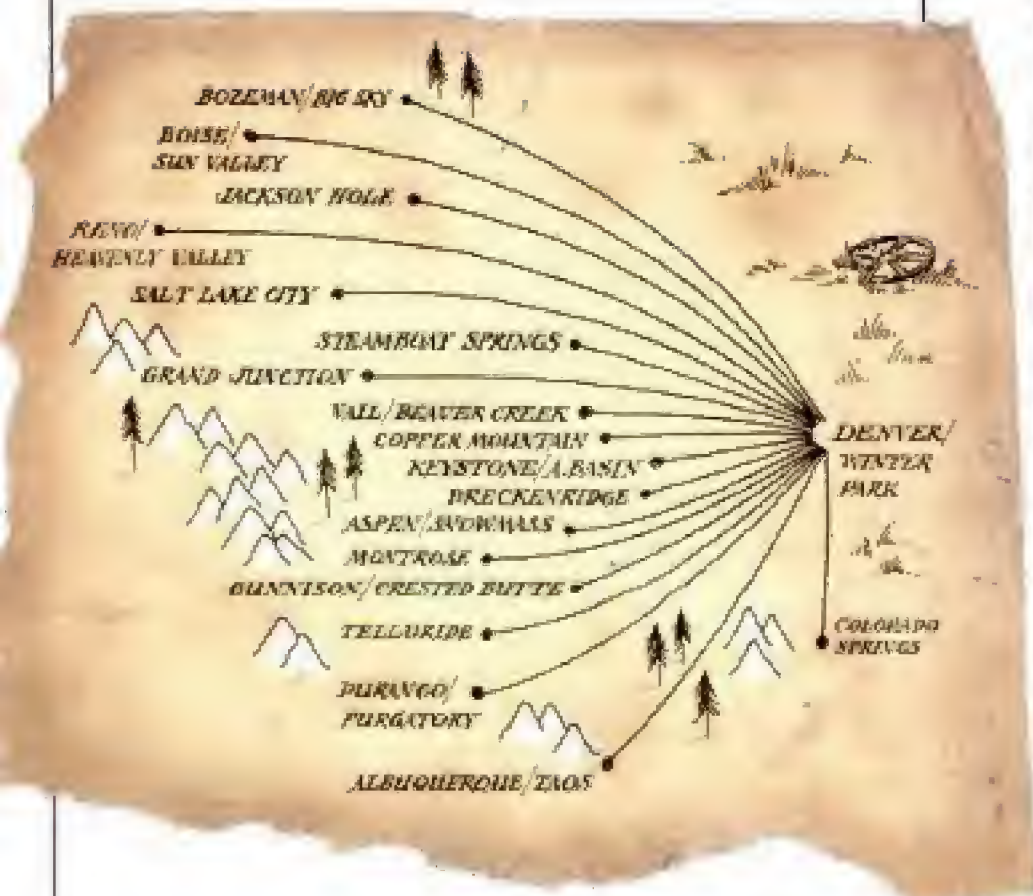 BOZEMAN/BIG SKY
BOISE/
SUN VALLEY
JACKSON HOLE
RENO/
HEAVENLY VALLEY
SALT LAKE CITY
STEAMBOAT SPRINGS
GRAND JUNCTION
VAIL/BEAVER CREEK
COPPER MOUNTAIN
KEYSTONE/A.BASIN
BRECKENRIDGE
ASPEN/SNOWMASS
MONTROSE
GUNNISON/CRESTED BUTTE
TELLURIDE
DURANGO/
PURGATORY
ALBUQUERQUE/TAOS
DENVER/
WINTER
PARK
COLORADO
SPRINGS